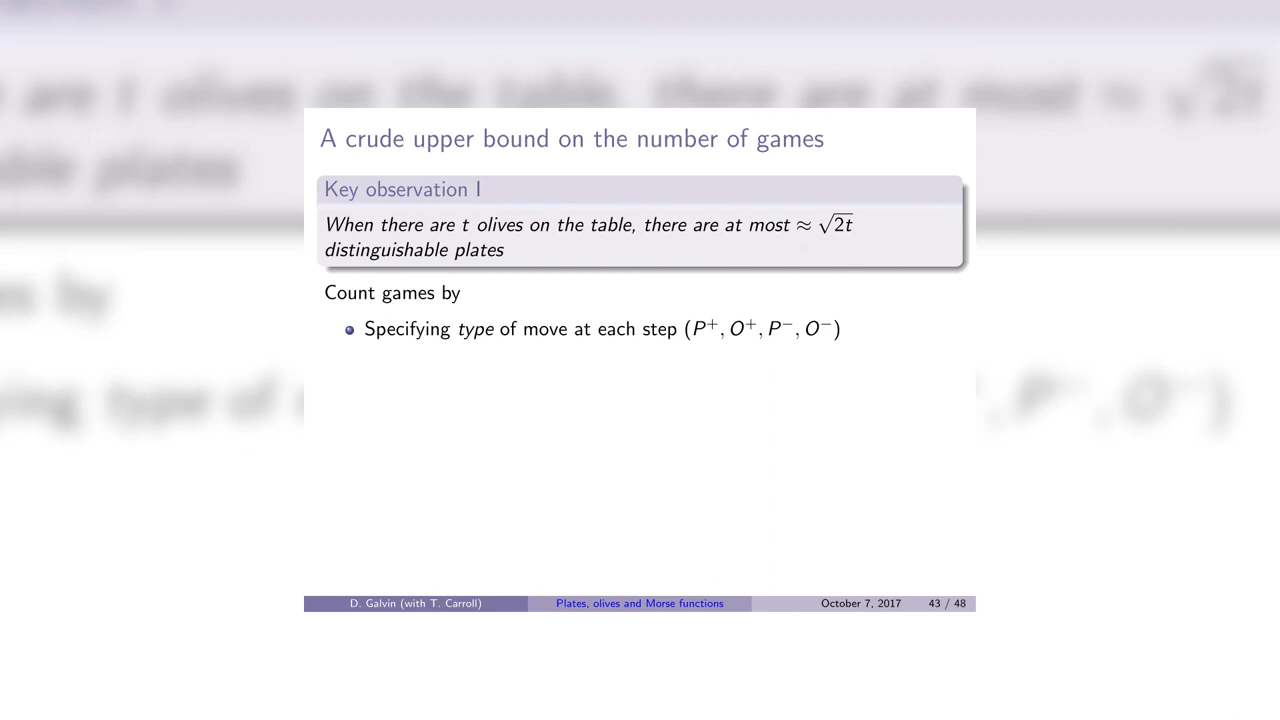 A crude upper bound on the number of games
Key observation I
When there are t olives on the table, there are at most ≈ √2t
distinguishable plates
Count games by
Specifying type of move at each step (P⁺, O⁺, P⁻, O⁻)
D. Galvin (with T. Carroll) Plates, olives and Morse functions October 7, 2017 43 / 48